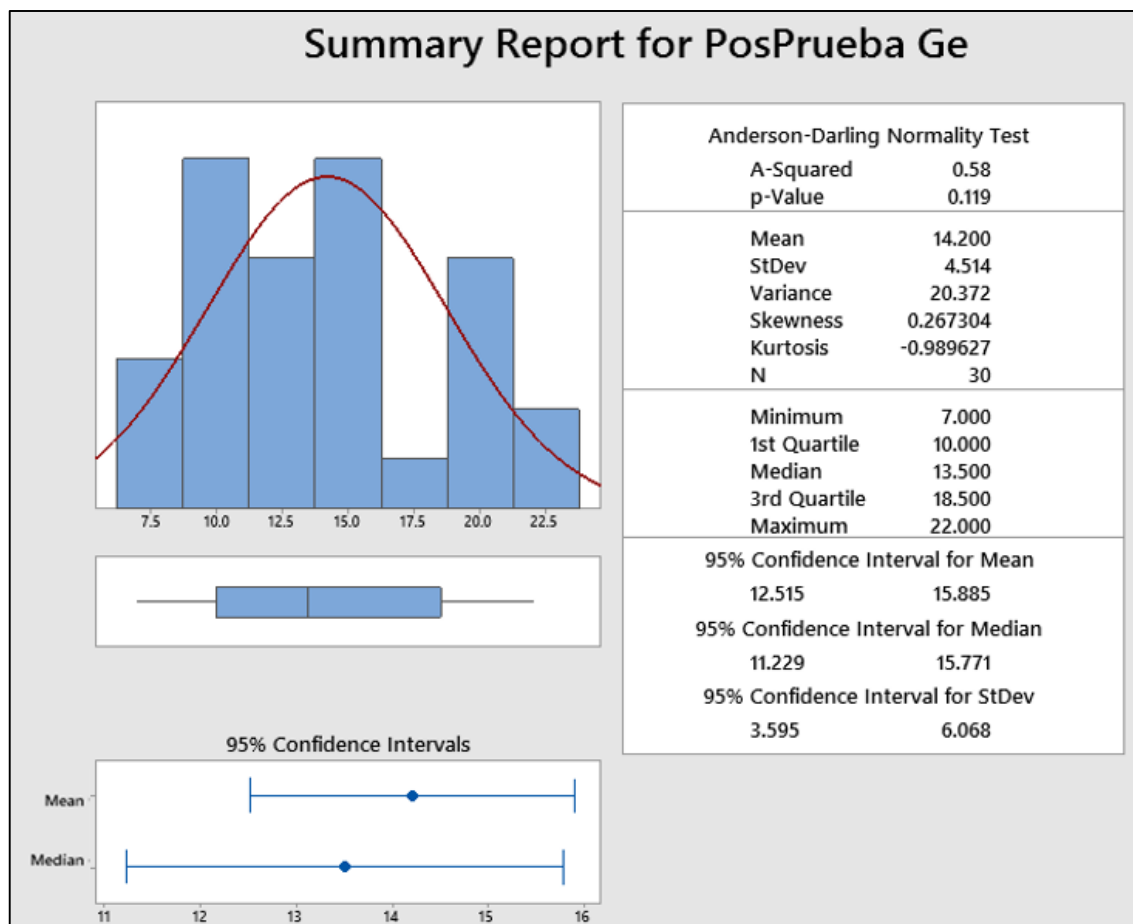 Summary Report for PosPrueba Ge
7.5 10.0 12.5 15.0 17.5 20.0 22.5
Anderson-Darling Normality Test
A-Squared 0.58
p-Value 0.119
Mean 14.200
StDev 4.514
Variance 20.372
Skewness 0.267304
Kurtosis -0.989627
N 30
Minimum 7.000
1st Quartile 10.000
Median 13.500
3rd Quartile 18.500
Maximum 22.000
95% Confidence Interval for Mean
12.515 15.885
95% Confidence Interval for Median
11.229 15.771
95% Confidence Interval for StDev
3.595 6.068
95% Confidence Intervals
Mean
Median
11 12 13 14 15 16